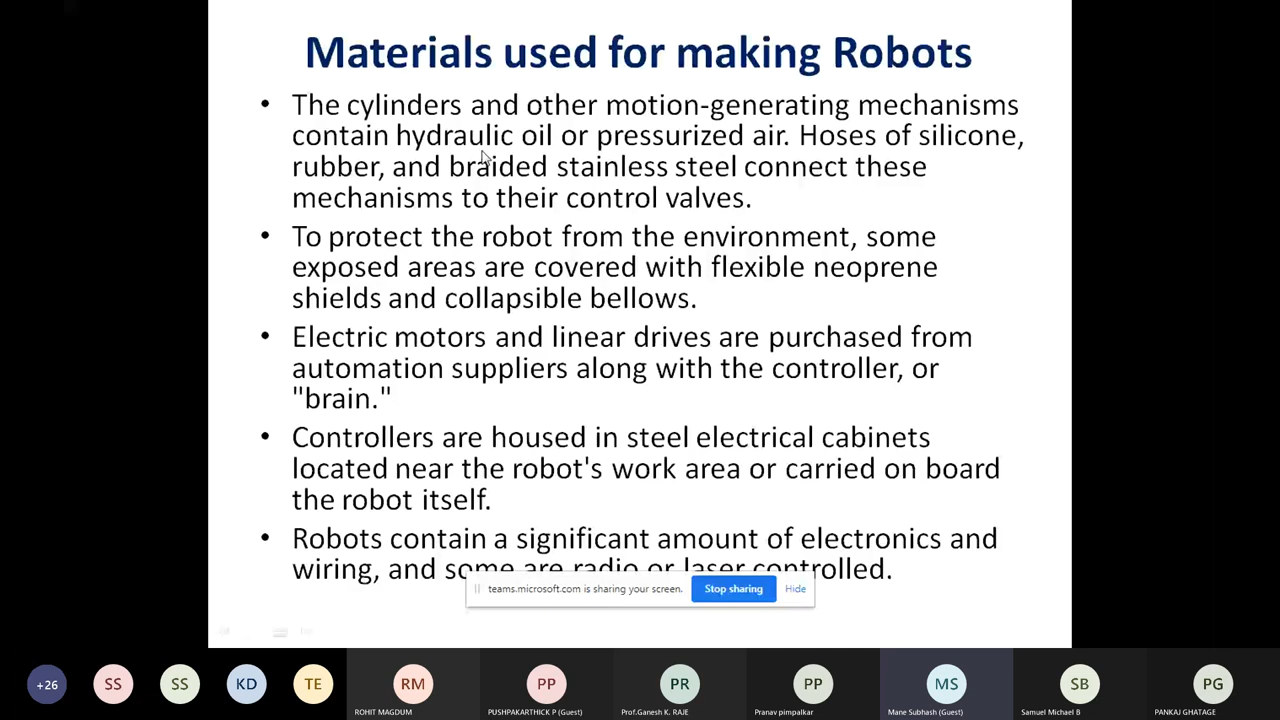 Materials used for making Robots
• The cylinders and other motion-generating mechanisms
contain hydraulic oil or pressurized air. Hoses of silicone,
rubber, and braided stainless steel connect these
mechanisms to their control valves.
• To protect the robot from the environment, some
exposed areas are covered with flexible neoprene
shields and collapsible bellows.
• Electric motors and linear drives are purchased from
automation suppliers along with the controller, or
"brain."
• Controllers are housed in steel electrical cabinets
located near the robot's work area or carried on board
the robot itself.
• Robots contain a significant amount of electronics and
wiring, and some are radio or laser controlled.
teams.microsoft.com is sharing your screen. Stop sharing Hide
+26 SS SS KD TE RM PP PR PP MS SB PG
ROHIT MAGDUM PUSHPAKARTHICK P (Guest) Prof.Ganesh K. RAJE Pranav pimpalkar Mane Subhash (Guest) Samuel Michael B PANKAJ GHATAGE